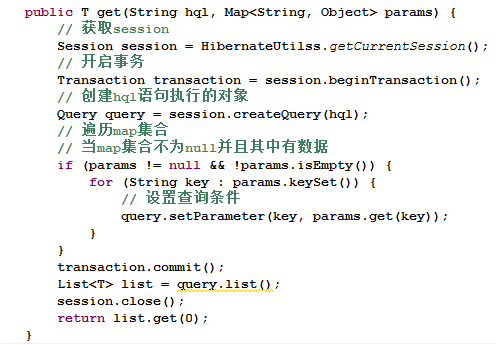 public T get(String hql, Map<String, Object> params) {
    // 获取session
    Session session = HibernateUtilss.getCurrentSession();
    // 开启事务
    Transaction transaction = session.beginTransaction();
    // 创建hql语句执行的对象
    Query query = session.createQuery(hql);
    // 遍历map集合
    // 当map集合不为null并且其中有数据
    if (params != null && !params.isEmpty()) {
        for (String key : params.keySet()) {
            // 设置查询条件
            query.setParameter(key, params.get(key));
        }
    }
    transaction.commit();
    List<T> list = query.list();
    session.close();
    return list.get(0);
}